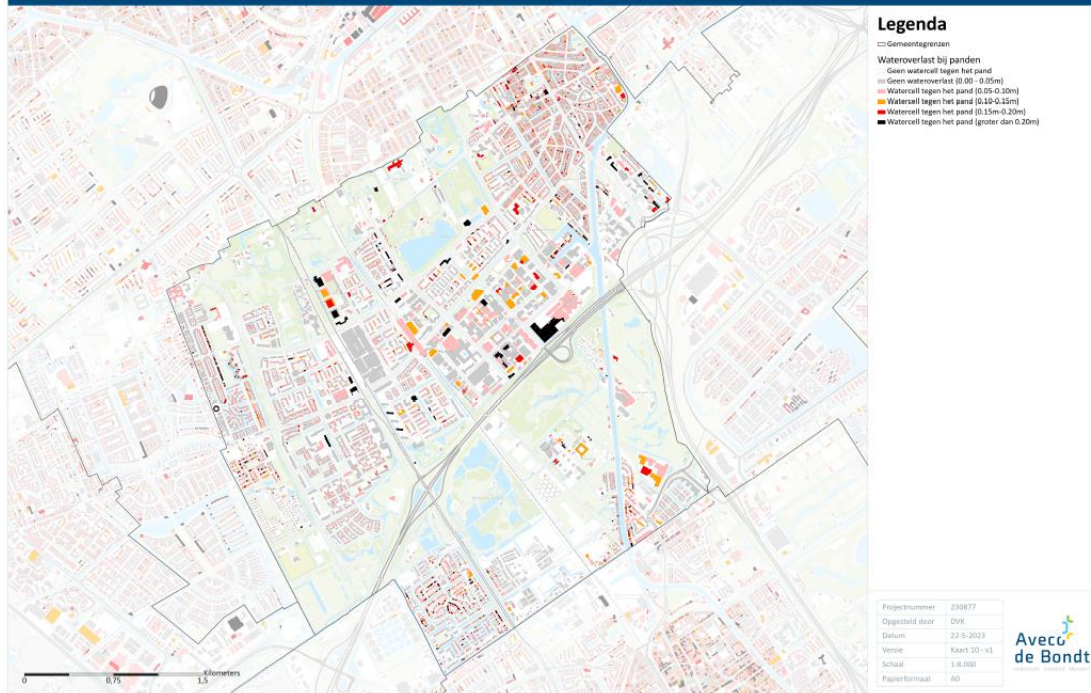 Legenda
Gemeentegrenzen
Wateroverlast bij panden
Geen watercell tegen het pand
Geen wateroverlast (0.00 - 0.05m)
Watercell tegen het pand (0.05-0.10m)
Watercell tegen het pand (0.10-0.15m)
Watercell tegen het pand (0.15m-0.20m)
Watercell tegen het pand (groter dan 0.20m)
Kilometers
0 0,75 1,5
Projectnummer 230877
Opgesteld door DVK
Datum 22-5-2023
Versie Kaart 10 - v1
Schaal 1:8.000
Papierformaat A0
Aveco
de Bondt